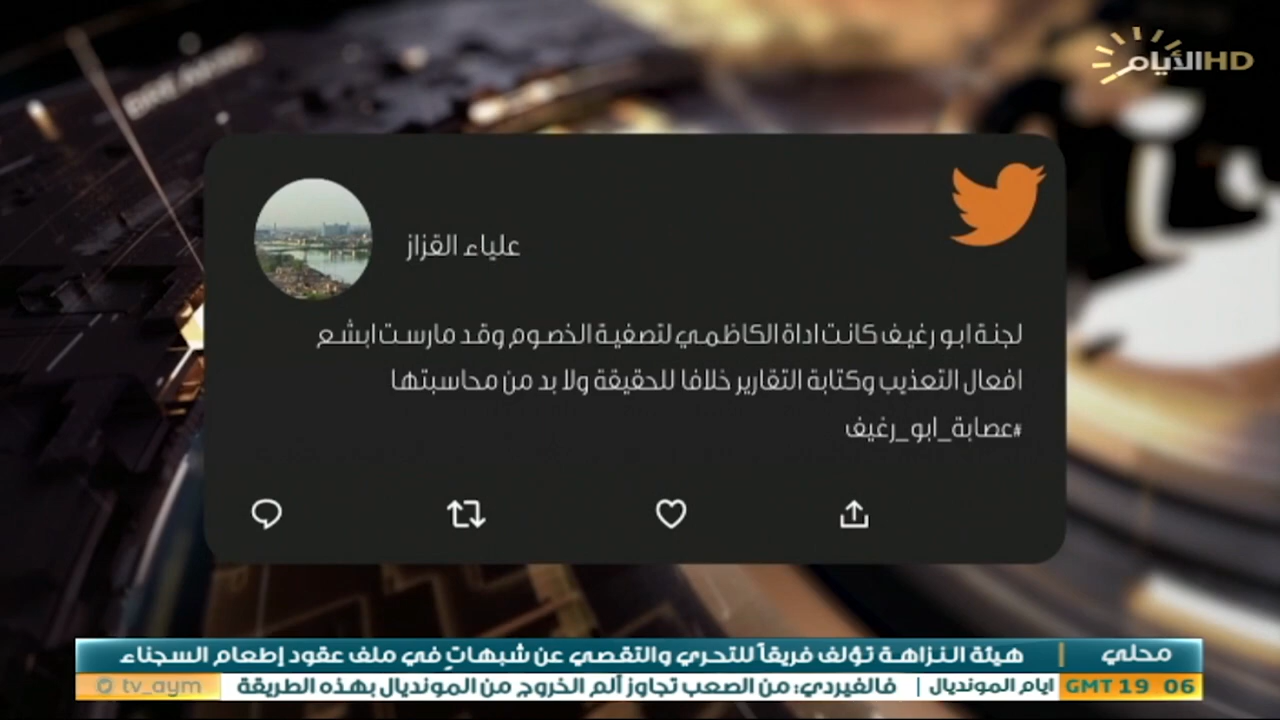 الأيام HD
علياء القزاز
لجنة ابو رغيف كانت اداة الكاظمي لتصفية الخصوم وقد مارست ابشع
افعال التعذيب وكتابة التقارير خلافا للحقيقة ولا بد من محاسبتها
#عصابة_ابو_رغيف
محلي | هيئة النزاهة تؤلف فريقاً للتحري والتقصي عن شبهاتٍ في ملف عقود إطعام السجناء
GMT 19 06 ايام المونديال | فالفيردي: من الصعب تجاوز ألم الخروج من المونديال بهذه الطريقة tv_aym